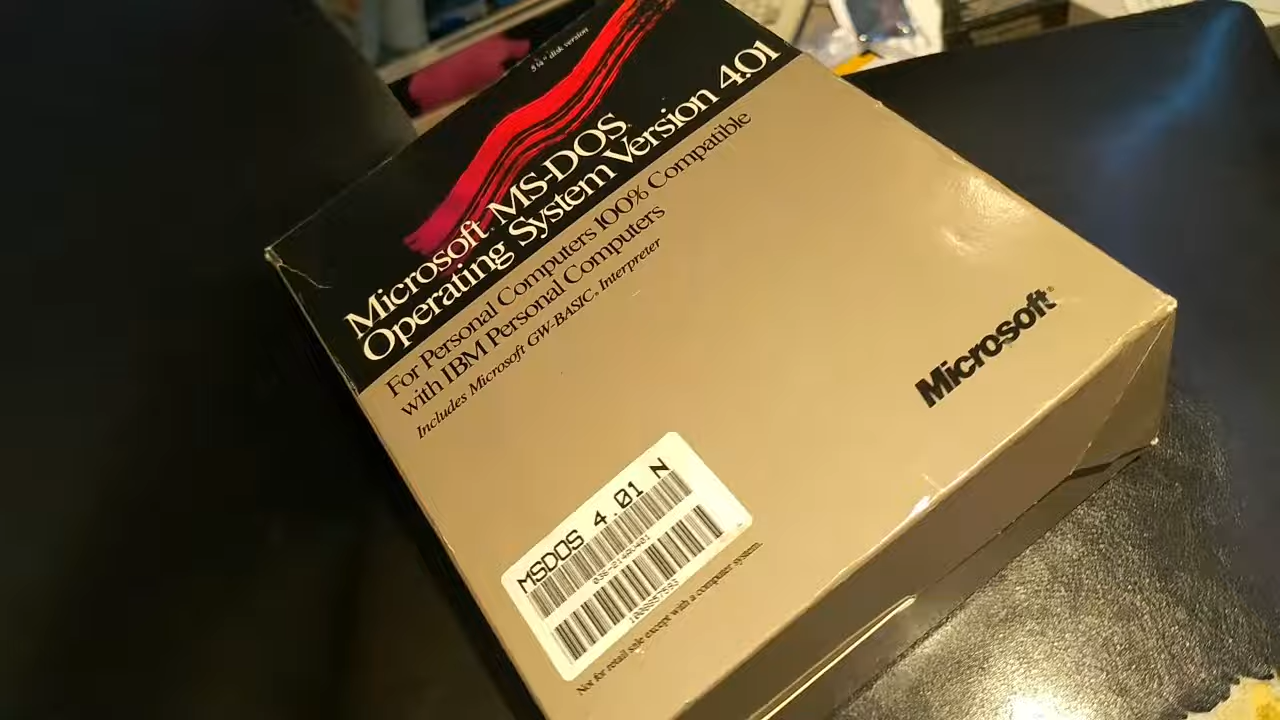 5¼" disk version
Microsoft® MS-DOS®
Operating System Version 4.01
For Personal Computers 100% Compatible
with IBM Personal Computers
Includes Microsoft GW-BASIC® Interpreter
Microsoft®
MSDOS 4.01 N
Not for retail sale except with a computer system.